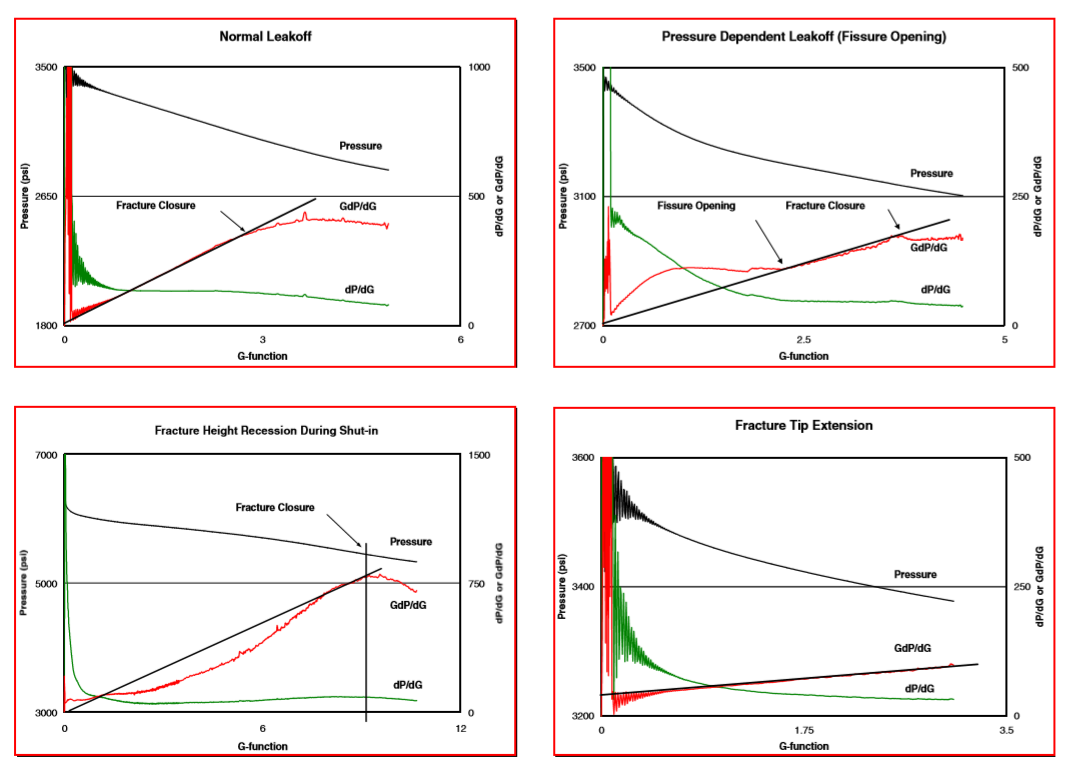 Normal Leakoff
3500
1000
Pressure
2650
500
Fracture Closure
GdP/dG
dP/dG
1800
0
0
3
6
G-function
Pressure (psi)
dP/dG or GdP/dG
Pressure Dependent Leakoff (Fissure Opening)
3500
500
Pressure
3100
250
Fissure Opening
Fracture Closure
GdP/dG
dP/dG
2700
0
0
2.5
5
G-function
Pressure (psi)
dP/dG or GdP/dG
Fracture Height Recession During Shut-in
7000
1500
Fracture Closure
Pressure
5000
750
GdP/dG
dP/dG
3000
0
0
6
12
G-function
Pressure (psi)
dP/dG or GdP/dG
Fracture Tip Extension
3600
500
Pressure
3400
250
GdP/dG
dP/dG
3200
0
0
1.75
3.5
G-function
Pressure (psi)
dP/dG or GdP/dG